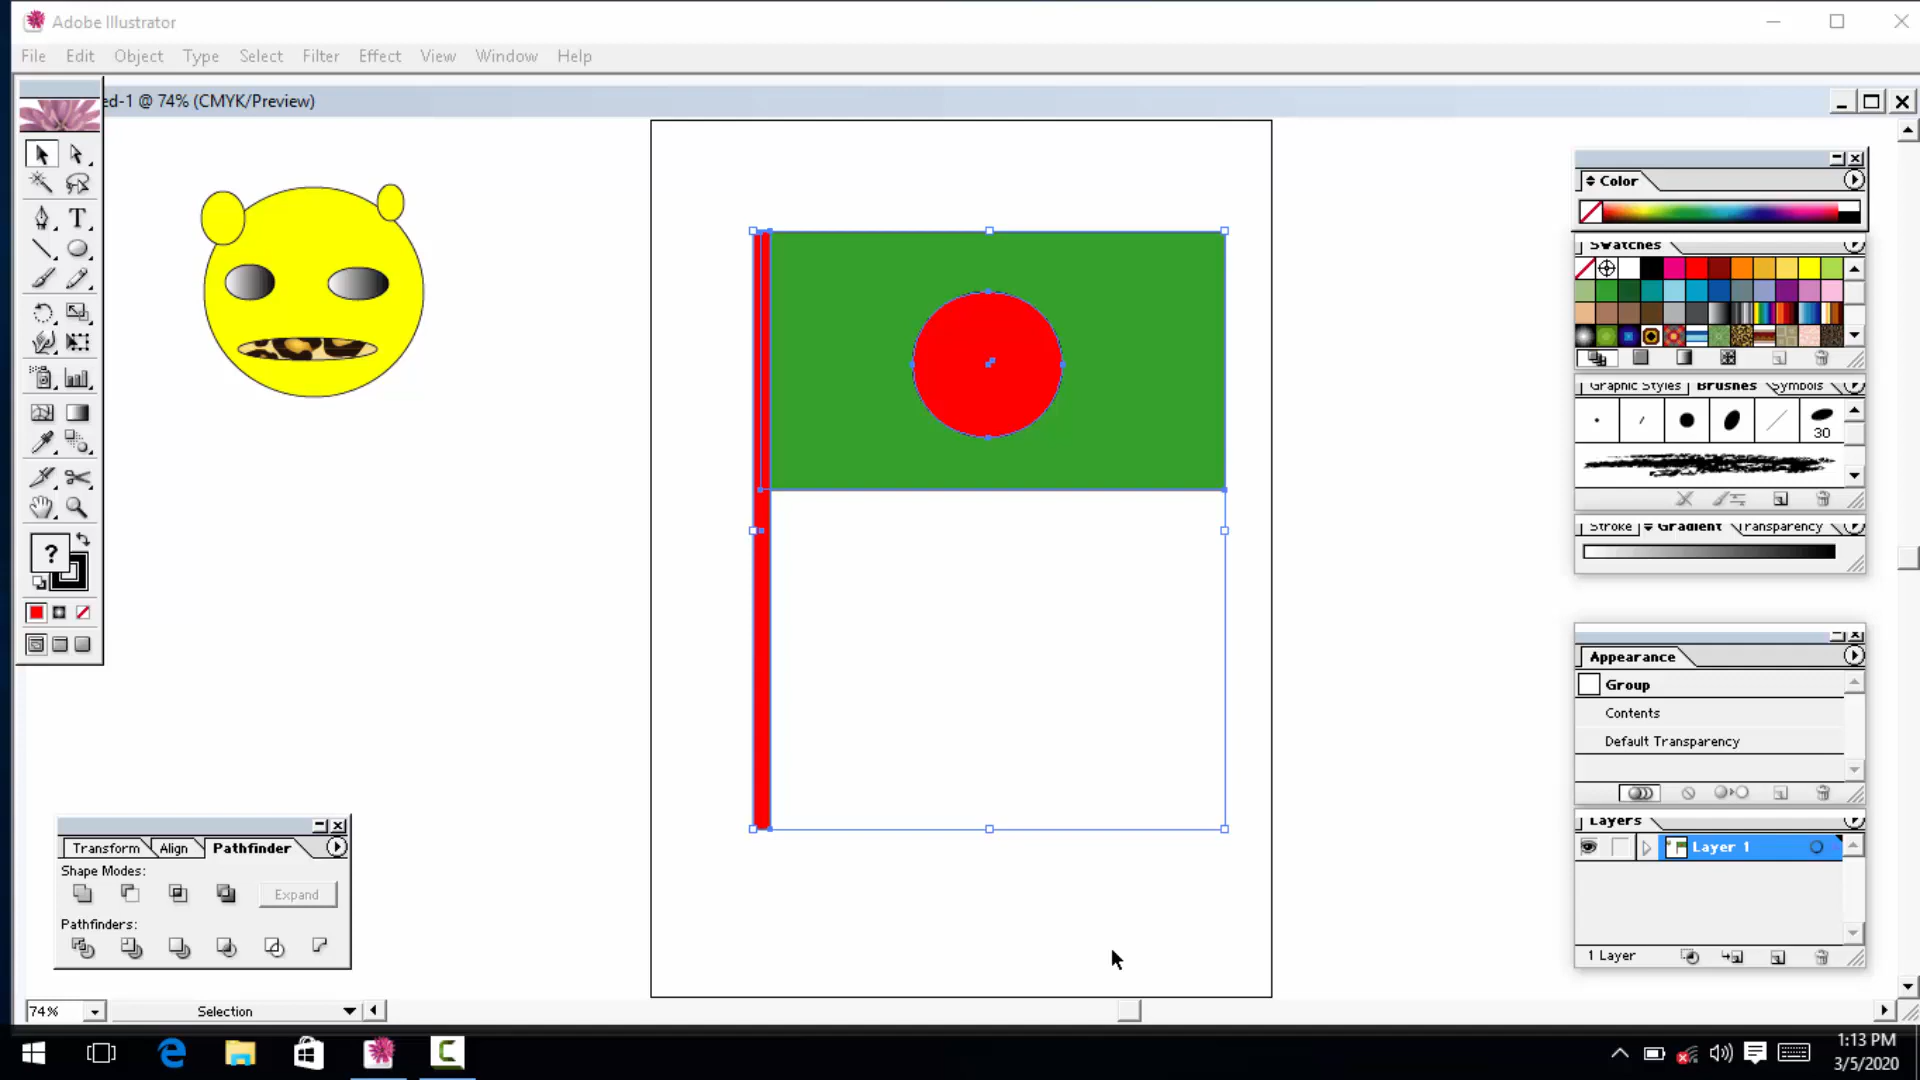 Adobe Illustrator
File Edit Object Type Select Filter Effect View Window Help
ed-1 @ 74% (CMYK/Preview)
T
Color
Swatches
Graphic Styles Brushes Symbols
30
Stroke Gradient Transparency
?
Appearance
Group
Contents
Default Transparency
Transform Align Pathfinder
Shape Modes:
Expand
Pathfinders:
Layers
Layer 1
1 Layer
74% Selection
1:13 PM
3/5/2020